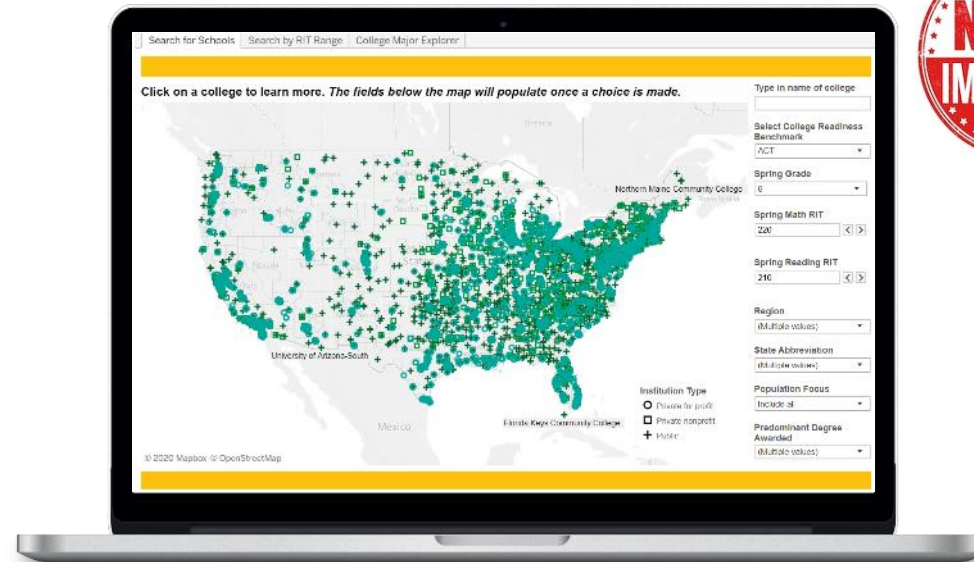 Search for Schools
Search by RIT Range
College Major Explorer
Click on a college to learn more. The fields below the map will populate once a choice is made.
Type in name of college
Select College Readiness
Benchmark
ACT
Spring Grade
6
Spring Math RIT
220
Spring Reading RIT
210
Region
(Multiple values)
State Abbreviation
(Multiple values)
Population Focus
Include all
Predominant Degree
Awarded
(Multiple values)
Northern Maine Community College
University of Arizona-South
Florida Keys Community College
Mexico
Institution Type
Private for profit
Private nonprofit
Public
© 2020 Mapbox © OpenStreetMap